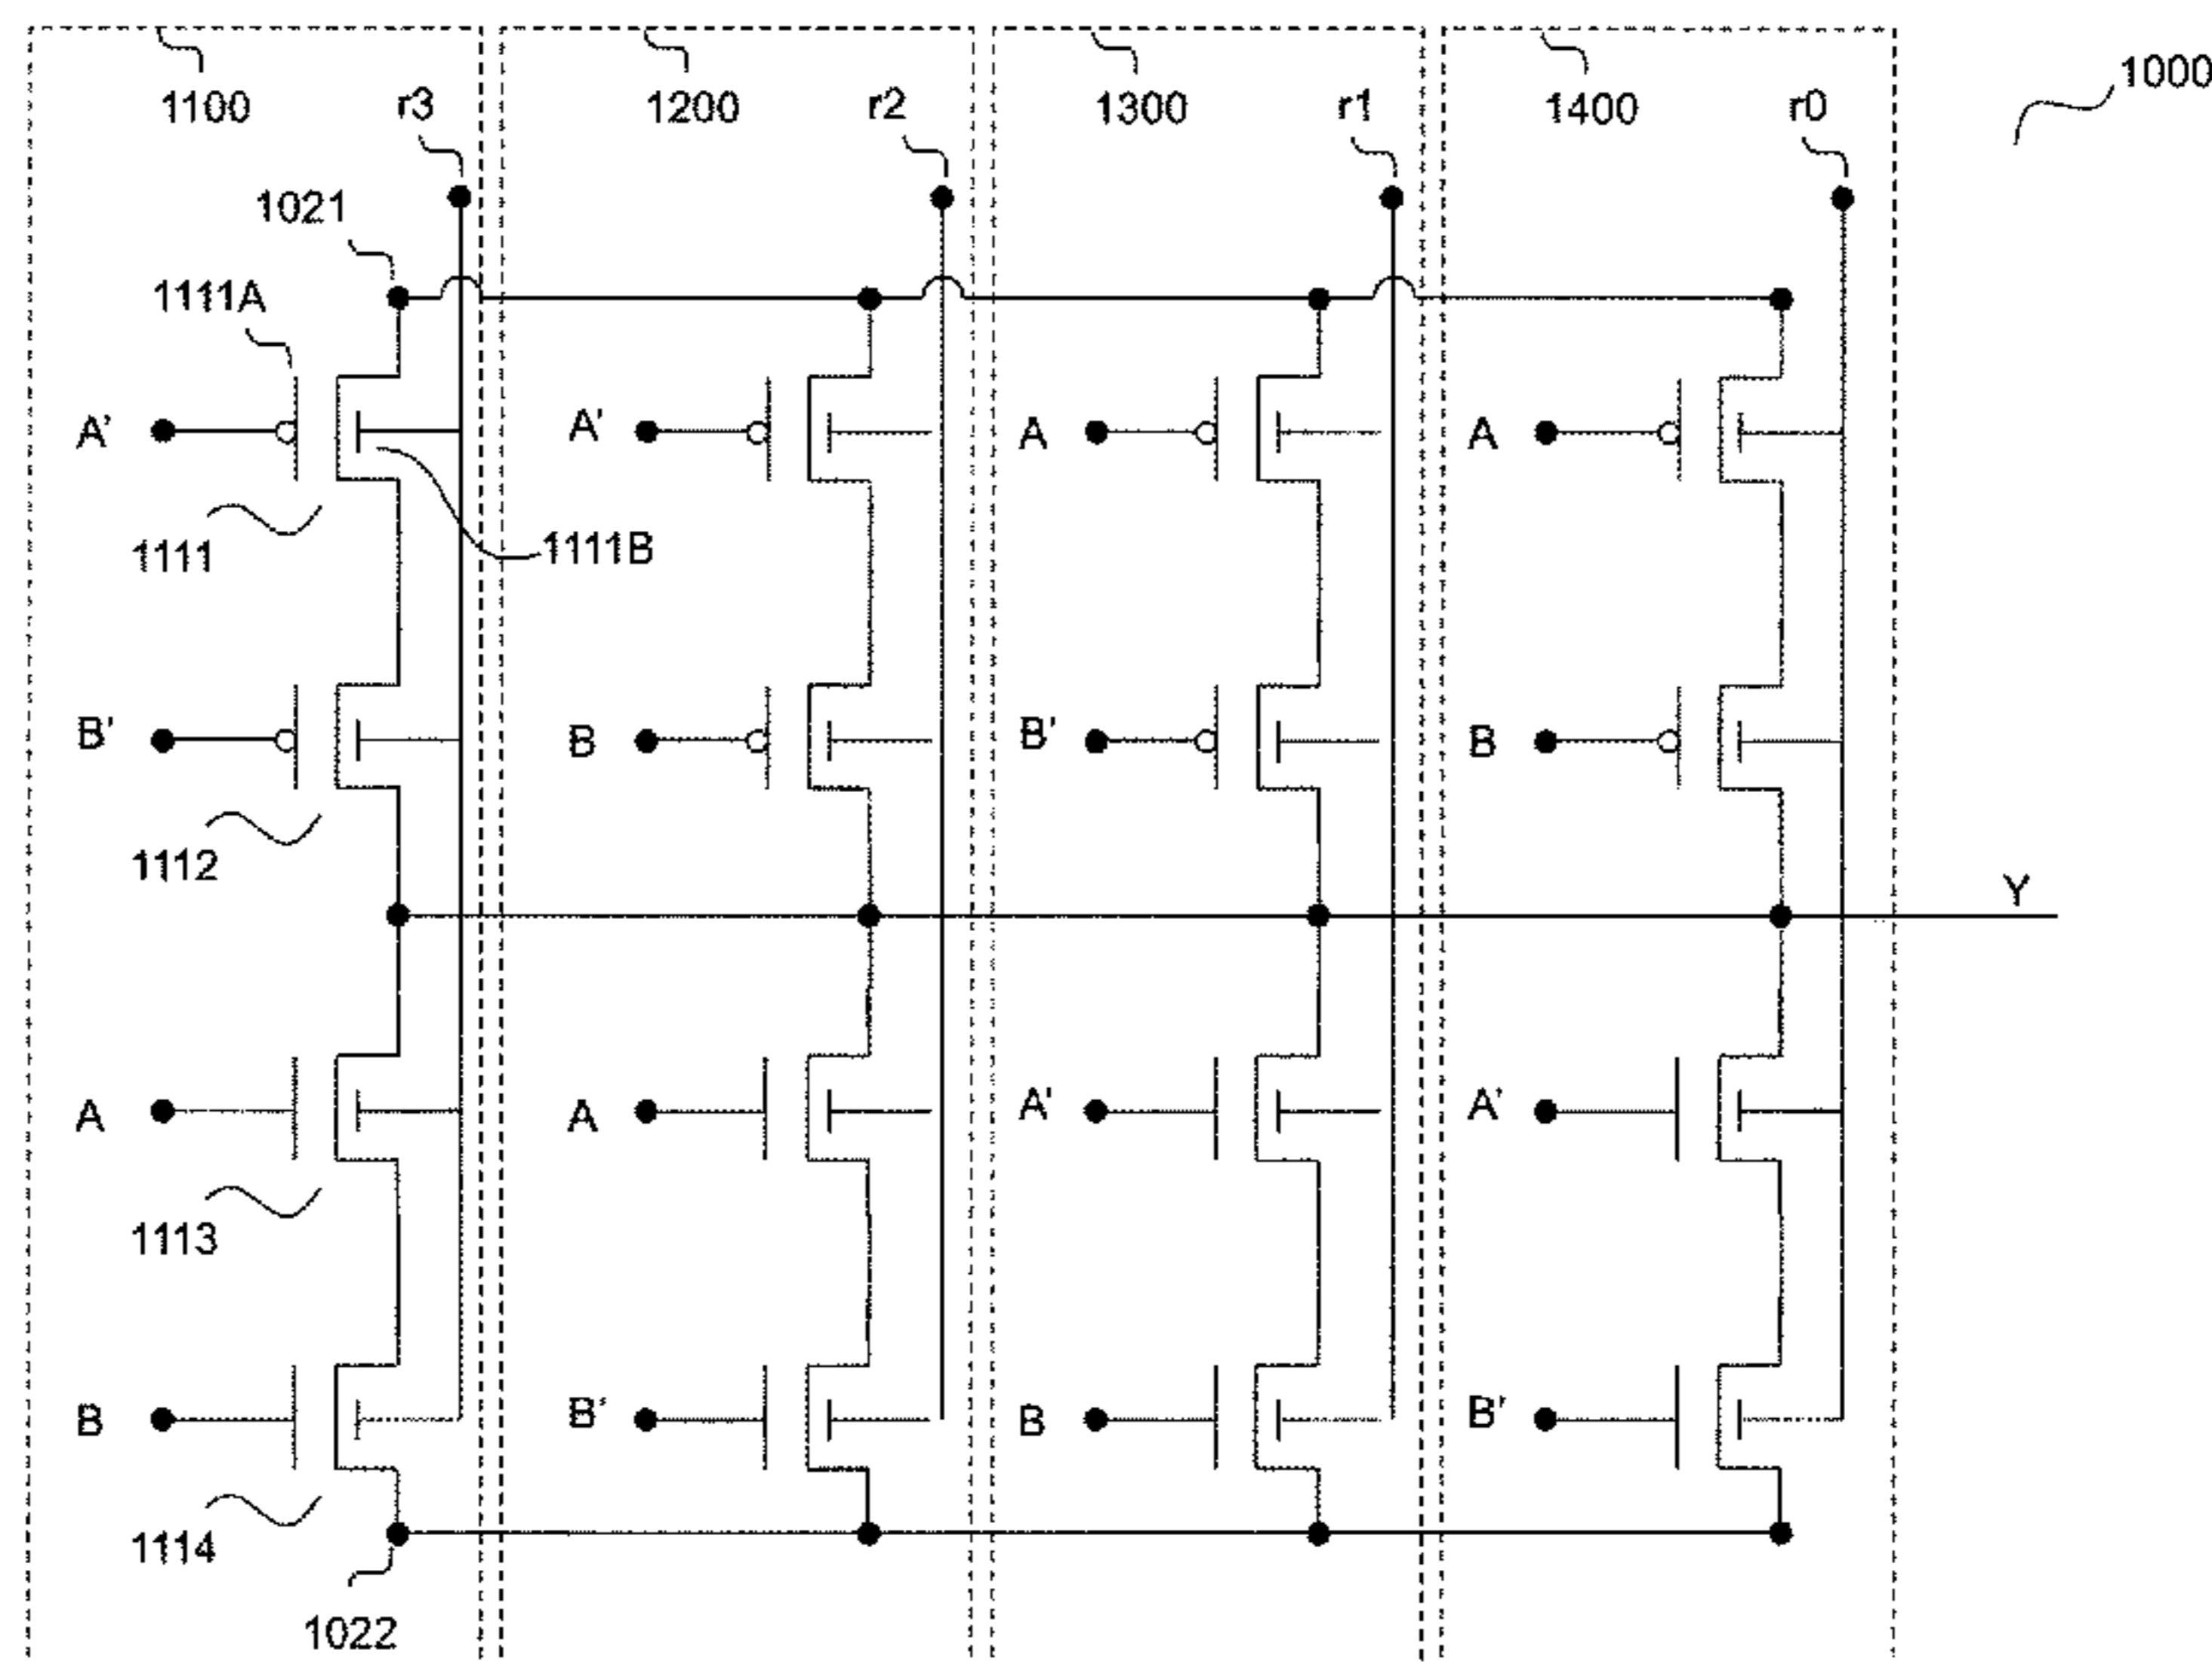 1100 r3 1200 r2 1300 r1 1400 r0 1000
1021
1111A
A' A' A A
1111 1111B
B' B B' B
1112
Y
A A A' A'
1113
B B' B B'
1114
1022